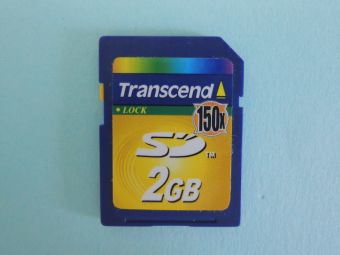 Transcend
LOCK
150X
SD
TM
2GB